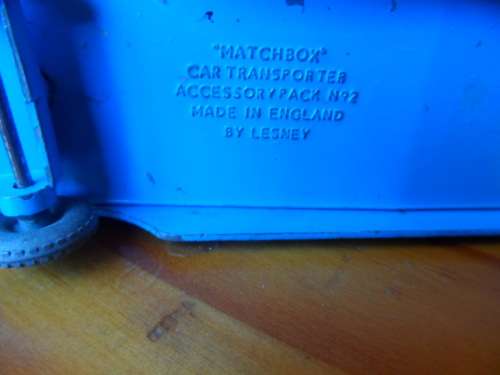 "MATCHBOX"
CAR TRANSPORTER
ACCESSORY PACK Nº2
MADE IN ENGLAND
BY LESNEY